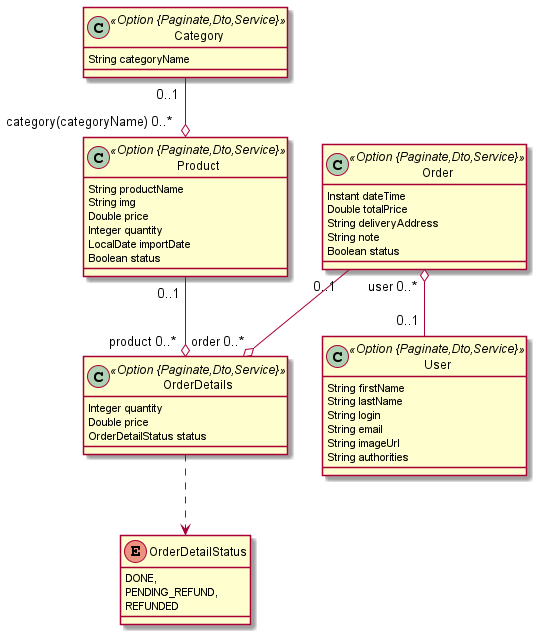 C
«Option {Paginate,Dto,Service}»
Category
String categoryName
0..1
category(categoryName) 0..*
C
«Option {Paginate,Dto,Service}»
Product
String productName
String img
Double price
Integer quantity
LocalDate importDate
Boolean status
C
«Option {Paginate,Dto,Service}»
Order
Instant dateTime
Double totalPrice
String deliveryAddress
String note
Boolean status
0..1
0..1
user 0..*
product 0..*
order 0..*
0..1
C
«Option {Paginate,Dto,Service}»
OrderDetails
Integer quantity
Double price
OrderDetailStatus status
C
«Option {Paginate,Dto,Service}»
User
String firstName
String lastName
String login
String email
String imageUrl
String authorities
E
OrderDetailStatus
DONE,
PENDING_REFUND,
REFUNDED